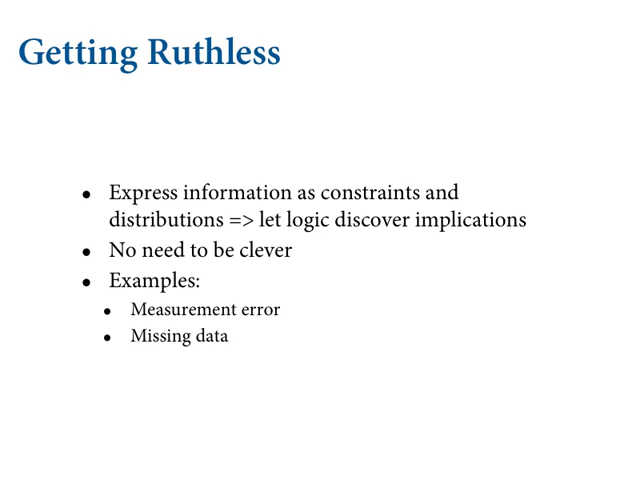 Getting Ruthless
• Express information as constraints and
distributions => let logic discover implications
• No need to be clever
• Examples:
• Measurement error
• Missing data